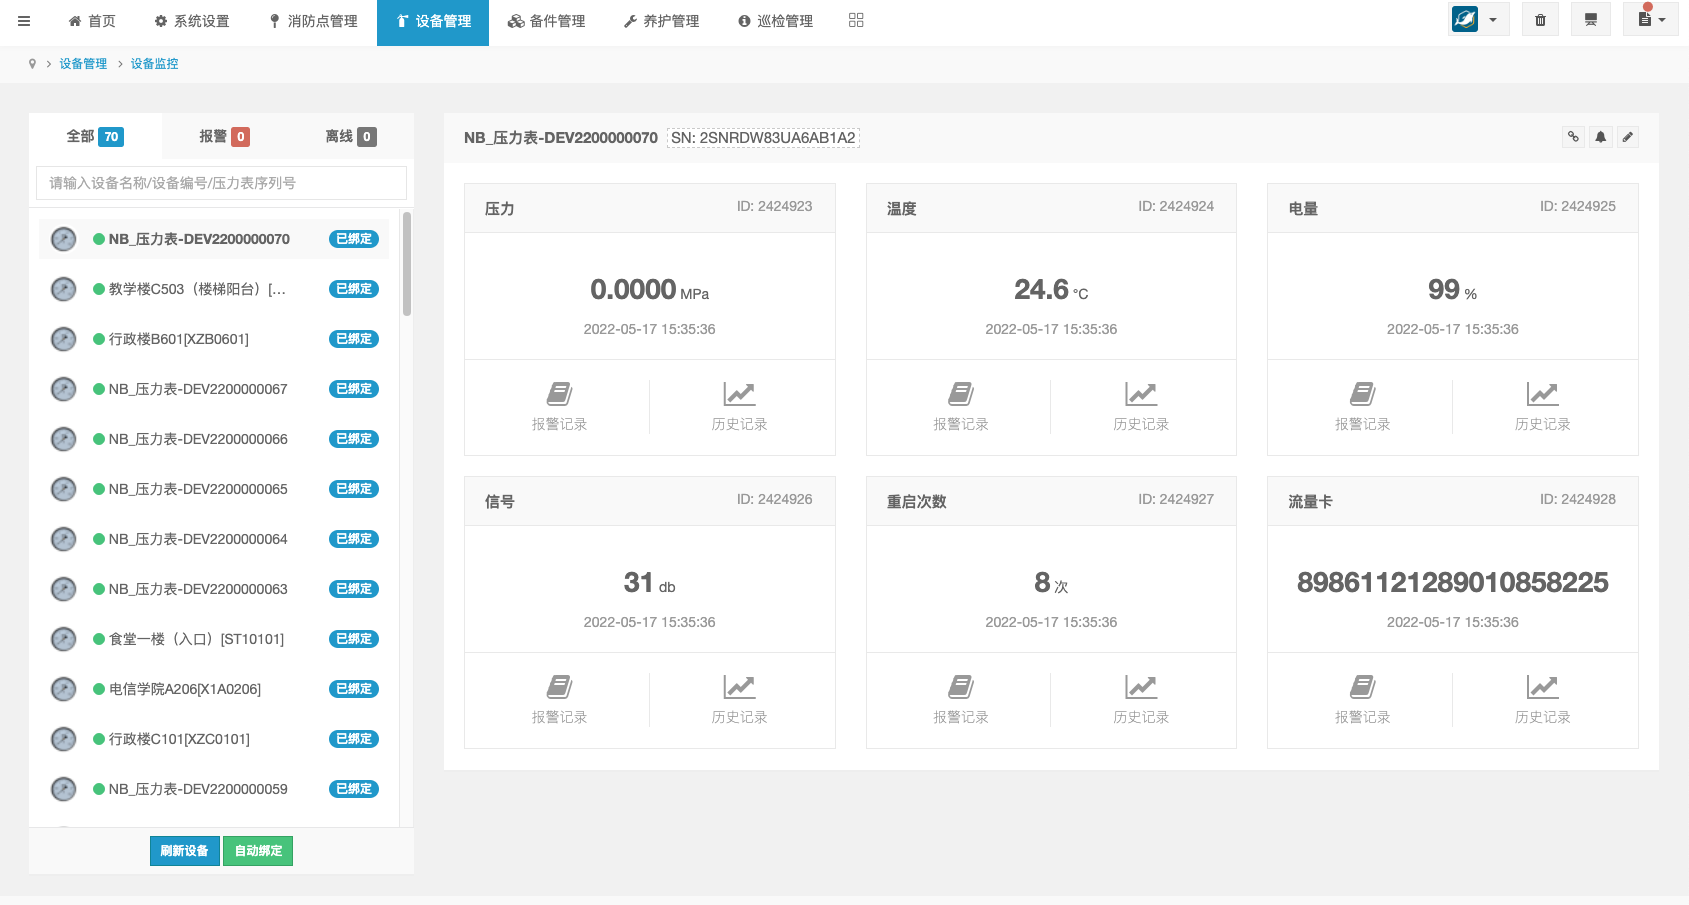 首页 系统设置 消防点管理 设备管理 备件管理 养护管理 巡检管理
设备管理 设备监控
全部 70 报警 0 离线 0
请输入设备名称/设备编号/压力表序列号
NB_压力表-DEV2200000070 已绑定
教学楼C503（楼梯阳台）[... 已绑定
行政楼B601[XZB0601] 已绑定
NB_压力表-DEV2200000067 已绑定
NB_压力表-DEV2200000066 已绑定
NB_压力表-DEV2200000065 已绑定
NB_压力表-DEV2200000064 已绑定
NB_压力表-DEV2200000063 已绑定
食堂一楼（入口）[ST10101] 已绑定
电信学院A206[X1A0206] 已绑定
行政楼C101[XZC0101] 已绑定
NB_压力表-DEV2200000059 已绑定
刷新设备 自动绑定
NB_压力表-DEV2200000070 SN: 2SNRDW83UA6AB1A2
压力 ID: 2424923
0.0000 MPa
2022-05-17 15:35:36
报警记录 历史记录
温度 ID: 2424924
24.6 °C
2022-05-17 15:35:36
报警记录 历史记录
电量 ID: 2424925
99 %
2022-05-17 15:35:36
报警记录 历史记录
信号 ID: 2424926
31 db
2022-05-17 15:35:36
报警记录 历史记录
重启次数 ID: 2424927
8 次
2022-05-17 15:35:36
报警记录 历史记录
流量卡 ID: 2424928
89861121289010858225
2022-05-17 15:35:36
报警记录 历史记录